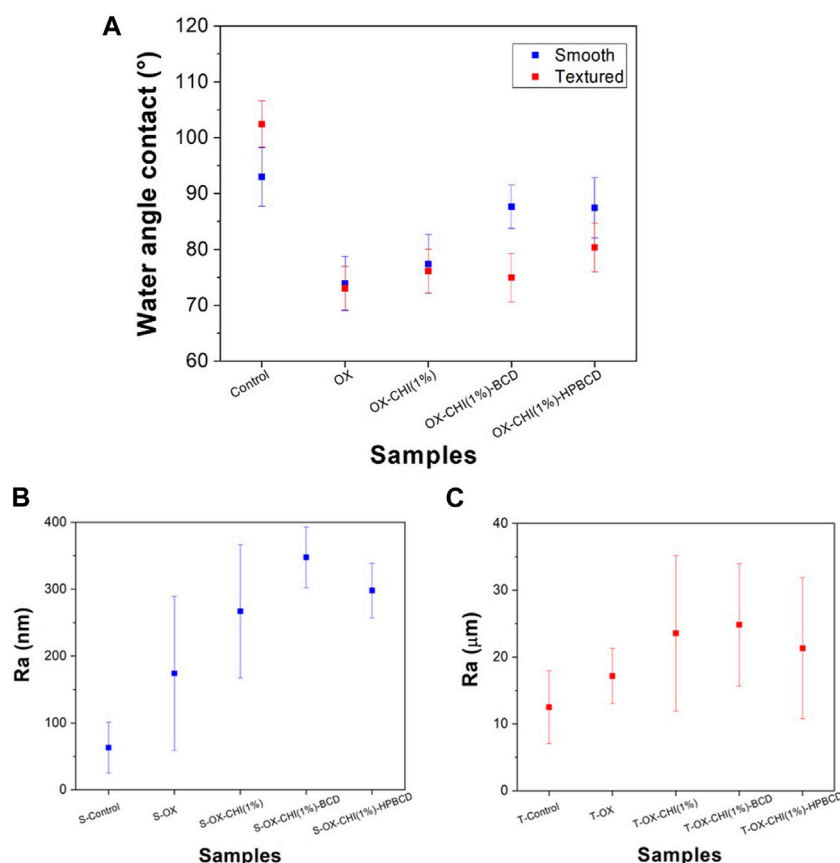 A
Water angle contact (°)
120
110
100
90
80
70
60
Smooth
Textured
Control
OX
OX-CHI(1%)
OX-CHI(1%)-BCD
OX-CHI(1%)-HPBCD
Samples
B
Ra (nm)
400
300
200
100
0
S-Control
S-OX
S-OX-CHI(1%)
S-OX-CHI(1%)-BCD
S-OX-CHI(1%)-HPBCD
Samples
C
Ra (μm)
40
30
20
10
0
T-Control
T-OX
T-OX-CHI(1%)
T-OX-CHI(1%)-BCD
T-OX-CHI(1%)-HPBCD
Samples